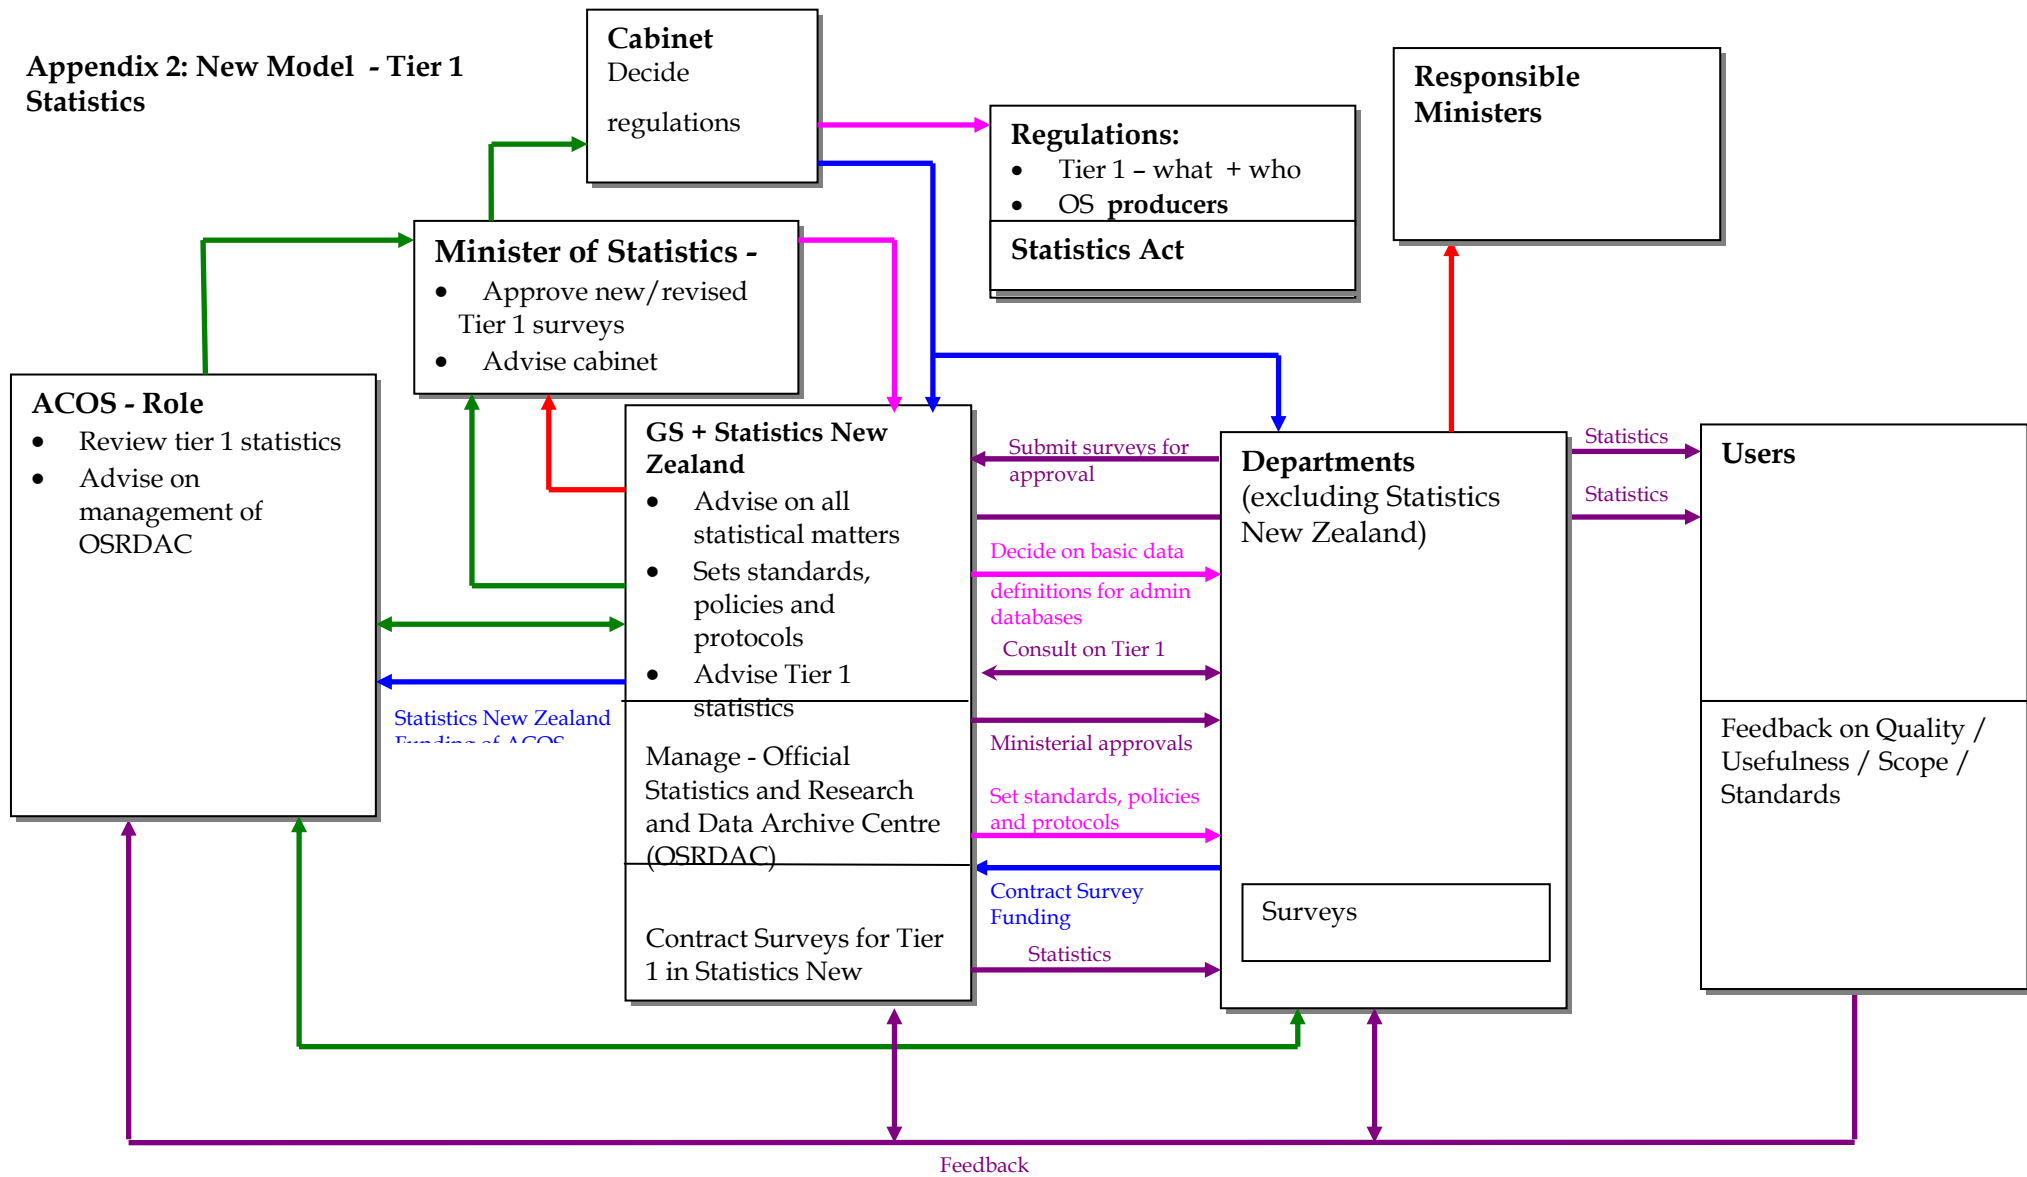 Appendix 2: New Model - Tier 1
Statistics
Cabinet
Decide
regulations
Regulations:
• Tier 1 – what + who
• OS producers
Statistics Act
Responsible
Ministers
Minister of Statistics -
• Approve new/revised
Tier 1 surveys
• Advise cabinet
ACOS - Role
• Review tier 1 statistics
• Advise on
management of
OSRDAC
Statistics New Zealand
Funding of ACOS
GS + Statistics New
Zealand
• Advise on all
statistical matters
• Sets standards,
policies and
protocols
• Advise Tier 1
statistics
Manage - Official
Statistics and Research
and Data Archive Centre
(OSRDAC)
Contract Surveys for Tier
1 in Statistics New
Submit surveys for
approval
Decide on basic data
definitions for admin
databases
Consult on Tier 1
Ministerial approvals
Set standards, policies
and protocols
Contract Survey
Funding
Statistics
Departments
(excluding Statistics
New Zealand)
Surveys
Statistics
Statistics
Users
Feedback on Quality /
Usefulness / Scope /
Standards
Feedback